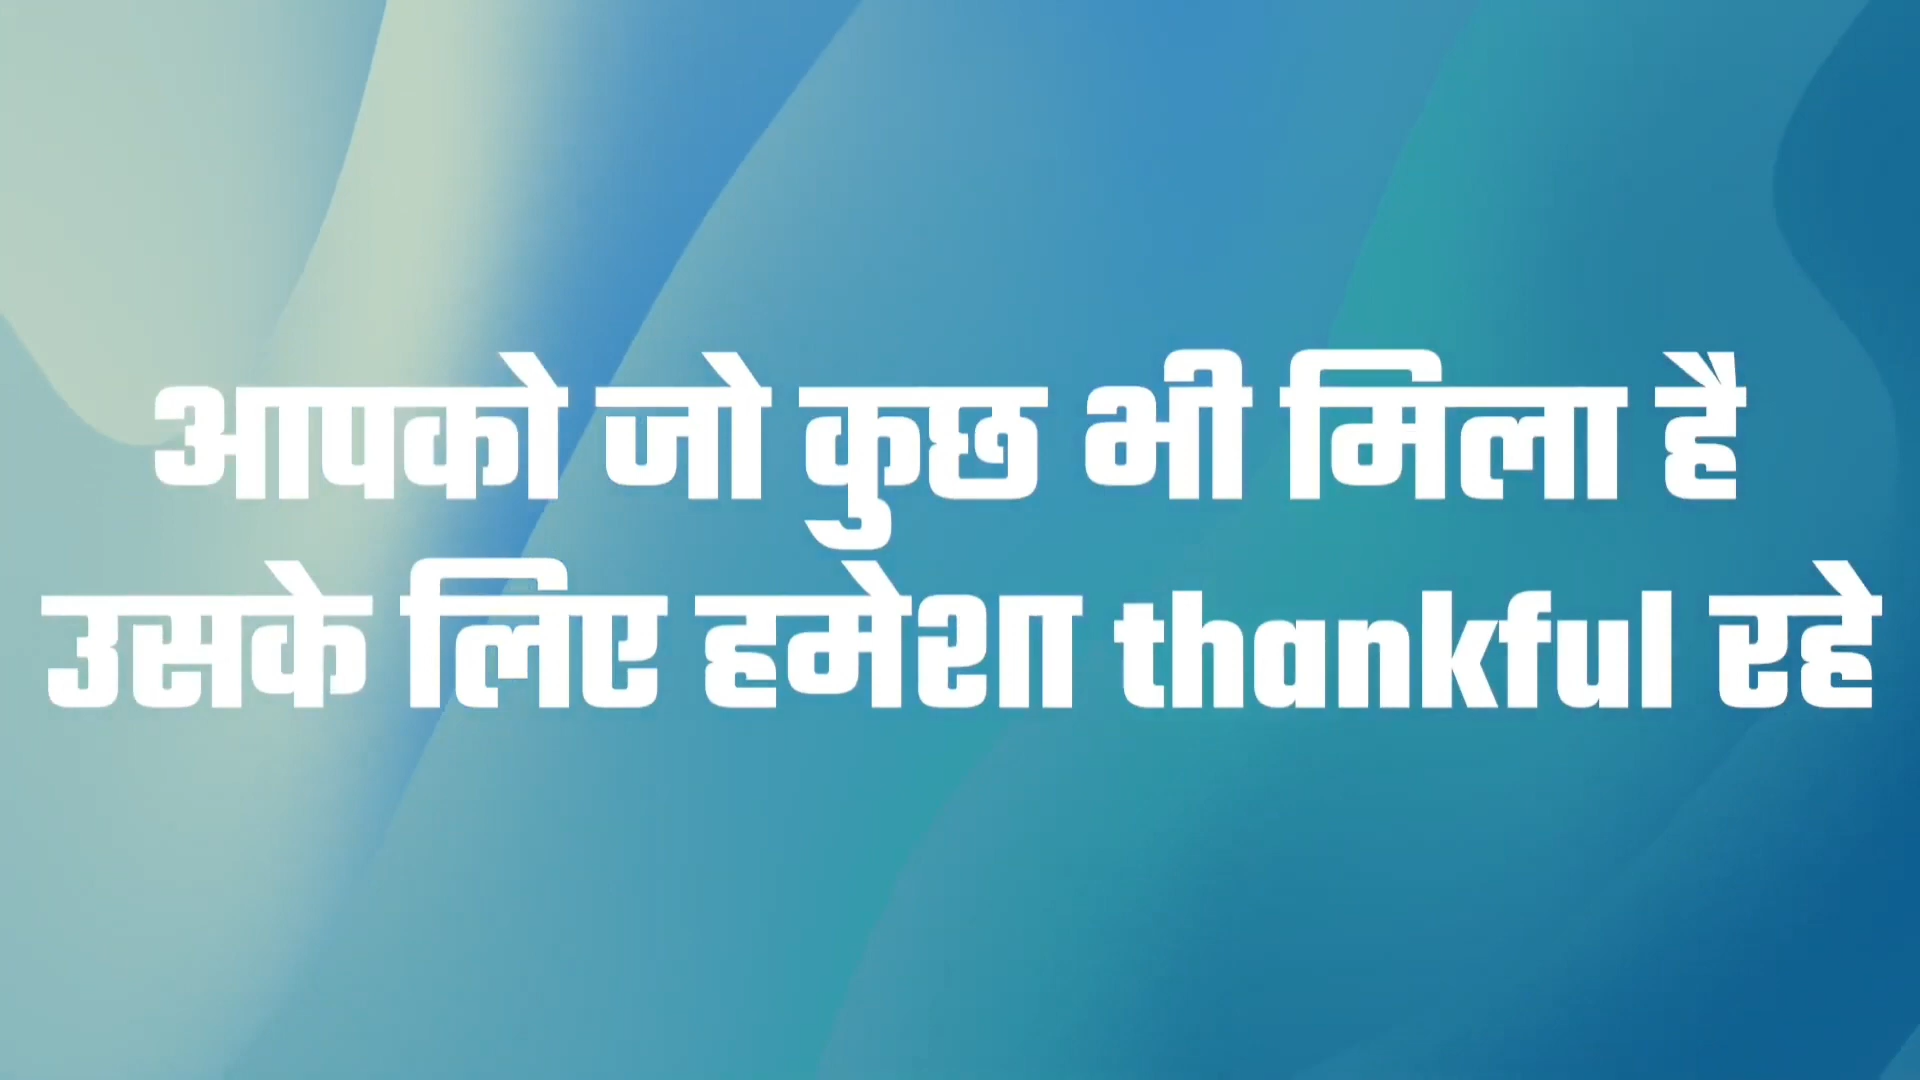 आपको जो कुछ भी मिला है
उसके लिए हमेशा thankful रहे